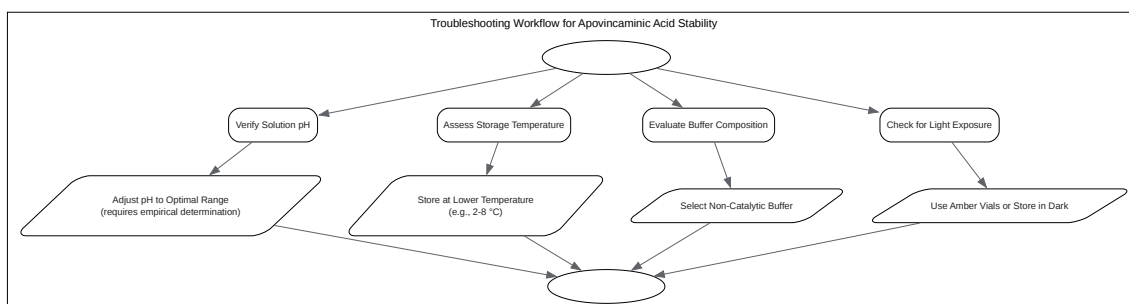 Troubleshooting Workflow for Apovincaminic Acid Stability
Verify Solution pH
Assess Storage Temperature
Evaluate Buffer Composition
Check for Light Exposure
Adjust pH to Optimal Range
(requires empirical determination)
Store at Lower Temperature
(e.g., 2-8 °C)
Select Non-Catalytic Buffer
Use Amber Vials or Store in Dark